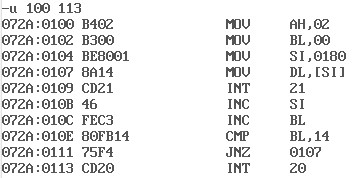 -u 100 113
072A:0100 B402 MOV AH,02
072A:0102 B300 MOV BL,00
072A:0104 BE8001 MOV SI,0180
072A:0107 8A14 MOV DL,[SI]
072A:0109 CD21 INT 21
072A:010B 46 INC SI
072A:010C FEC3 INC BL
072A:010E 80FB14 CMP BL,14
072A:0111 75F4 JNZ 0107
072A:0113 CD20 INT 20